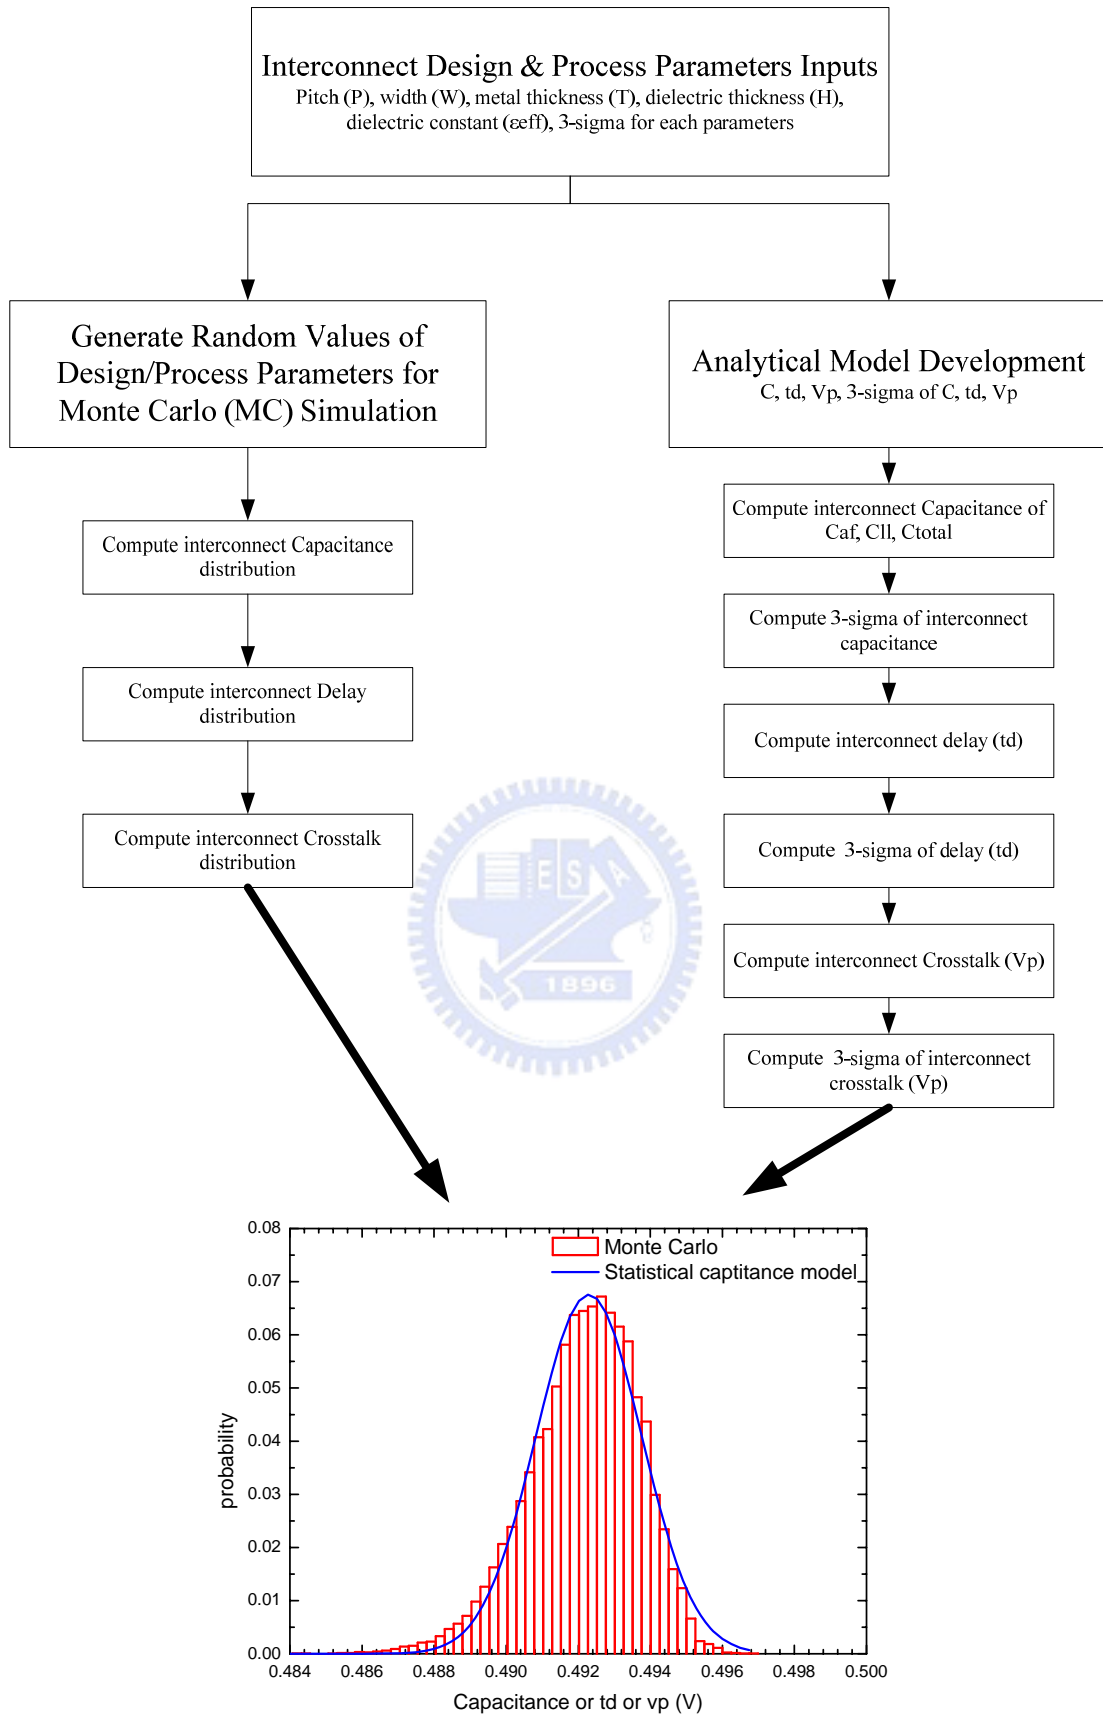 Interconnect Design & Process Parameters Inputs
Pitch (P), width (W), metal thickness (T), dielectric thickness (H),
dielectric constant (εeff), 3-sigma for each parameters
Generate Random Values of
Design/Process Parameters for
Monte Carlo (MC) Simulation
Compute interconnect Capacitance
distribution
Compute interconnect Delay
distribution
Compute interconnect Crosstalk
distribution
Analytical Model Development
C, td, Vp, 3-sigma of C, td, Vp
Compute interconnect Capacitance of
Caf, Cll, Ctotal
Compute 3-sigma of interconnect
capacitance
Compute interconnect delay (td)
Compute 3-sigma of delay (td)
Compute interconnect Crosstalk (Vp)
Compute 3-sigma of interconnect
crosstalk (Vp)
E S A
1896
Monte Carlo
Statistical captitance model
0.08
0.07
0.06
0.05
0.04
0.03
0.02
0.01
0.00
probability
0.484 0.486 0.488 0.490 0.492 0.494 0.496 0.498 0.500
Capacitance or td or vp (V)